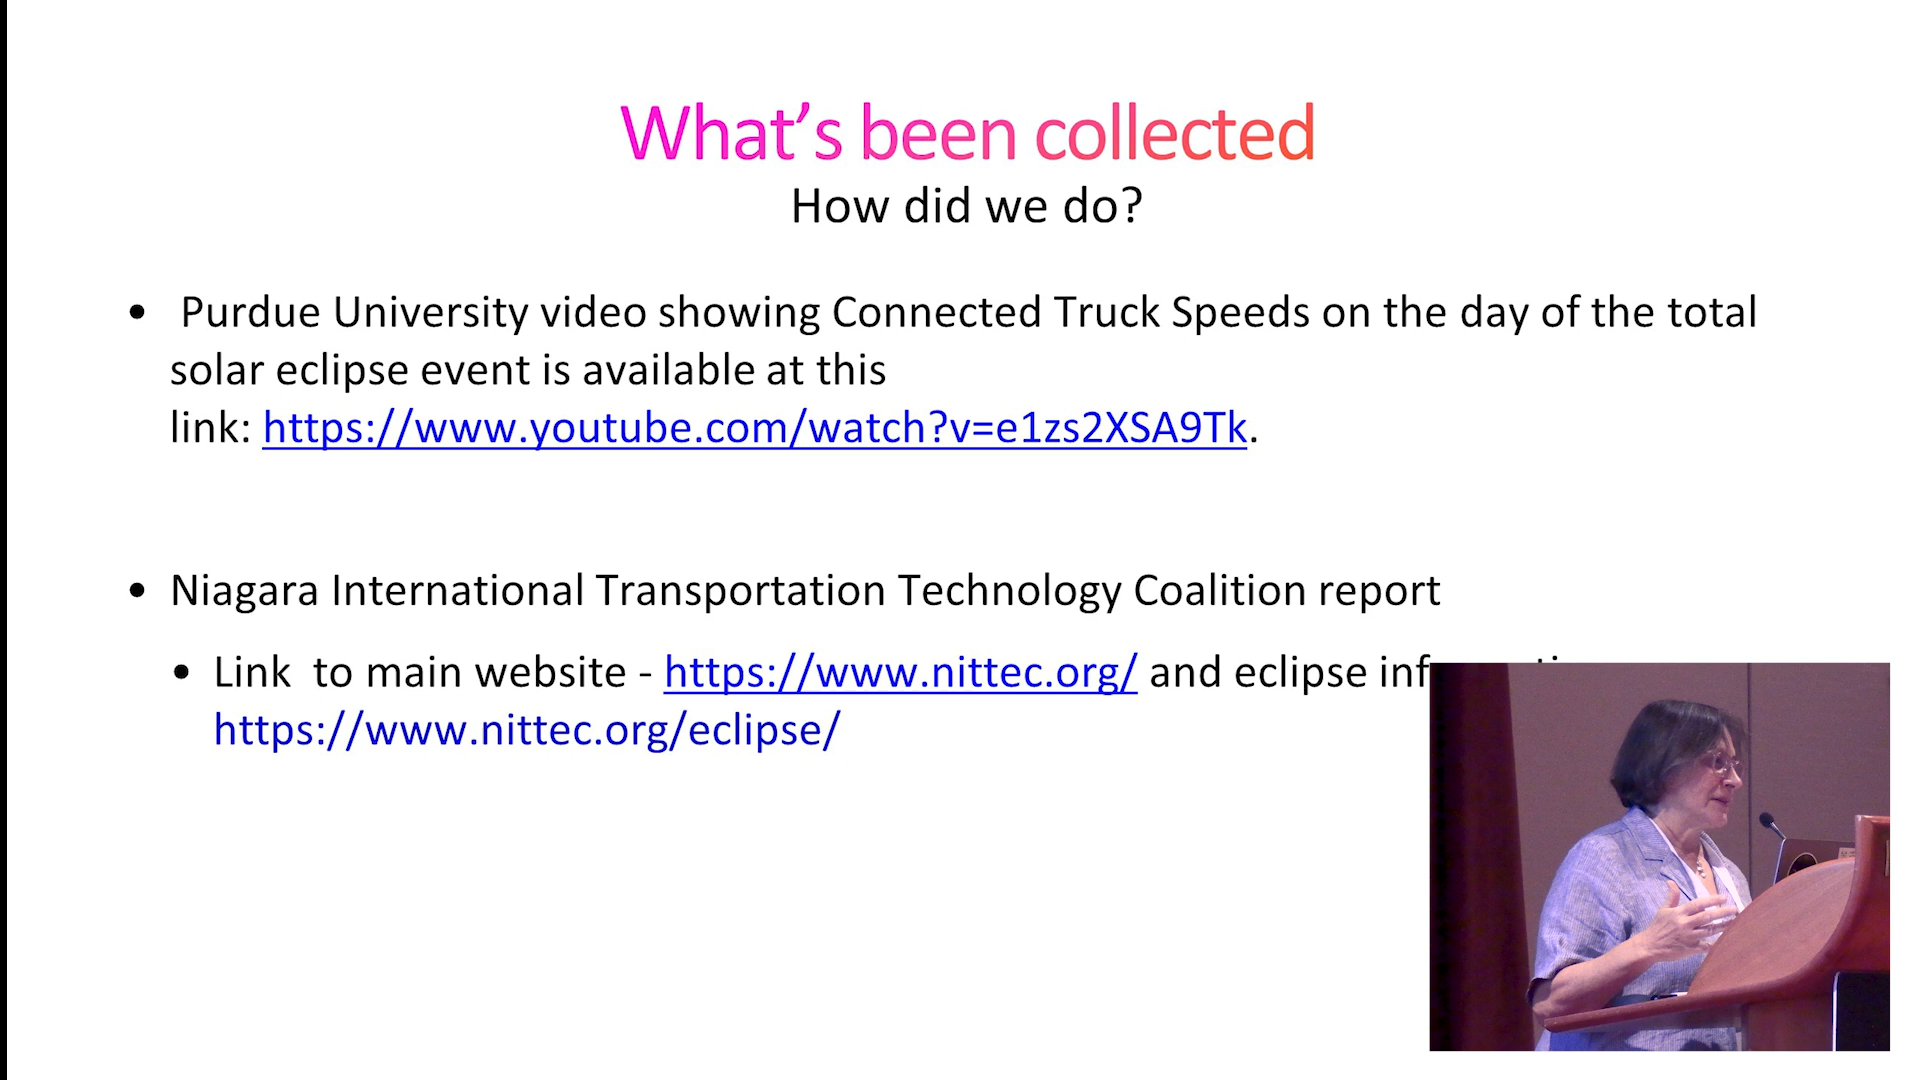 What's been collected
How did we do?
• Purdue University video showing Connected Truck Speeds on the day of the total
solar eclipse event is available at this
link: https://www.youtube.com/watch?v=e1zs2XSA9Tk.
• Niagara International Transportation Technology Coalition report
• Link to main website - https://www.nittec.org/ and eclipse
https://www.nittec.org/eclipse/